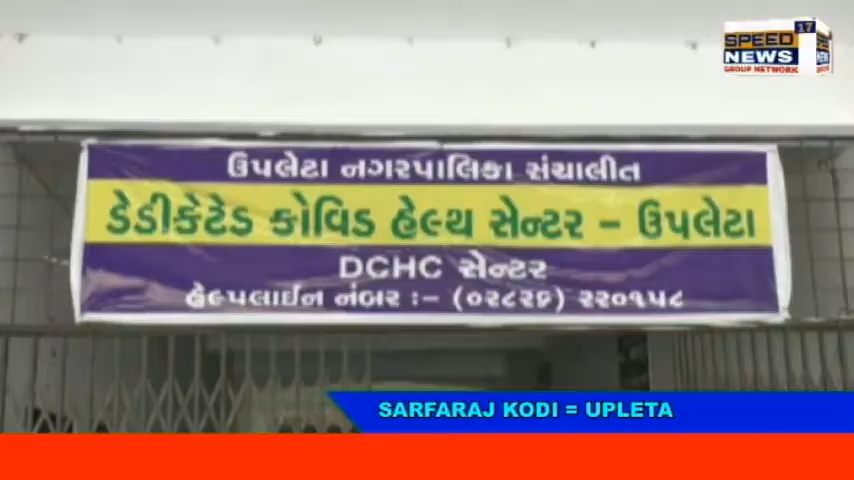 SPEED 17
NEWS NEWS
GROUP NETWORK
ઉપલેટા નગરપાલિકા સંચાલીત
ડેડીકેટેડ કોવિડ હેલ્થ સેન્ટર - ઉપલેટા
DCHC સેન્ટર
હેલ્પલાઈન નંબર :- (૦૨૮૨૬) ૨૨૦૧૫૮
SARFARAJ KODI = UPLETA